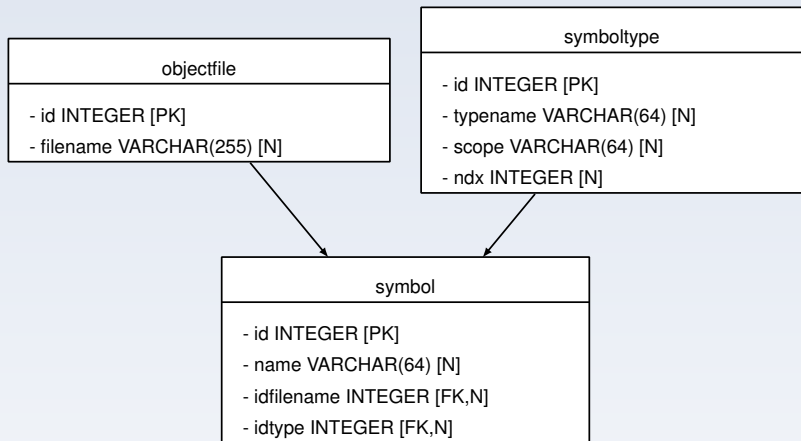 objectfile
- id INTEGER [PK]
- filename VARCHAR(255) [N]
symboltype
- id INTEGER [PK]
- typename VARCHAR(64) [N]
- scope VARCHAR(64) [N]
- ndx INTEGER [N]
symbol
- id INTEGER [PK]
- name VARCHAR(64) [N]
- idfilename INTEGER [FK,N]
- idtype INTEGER [FK,N]